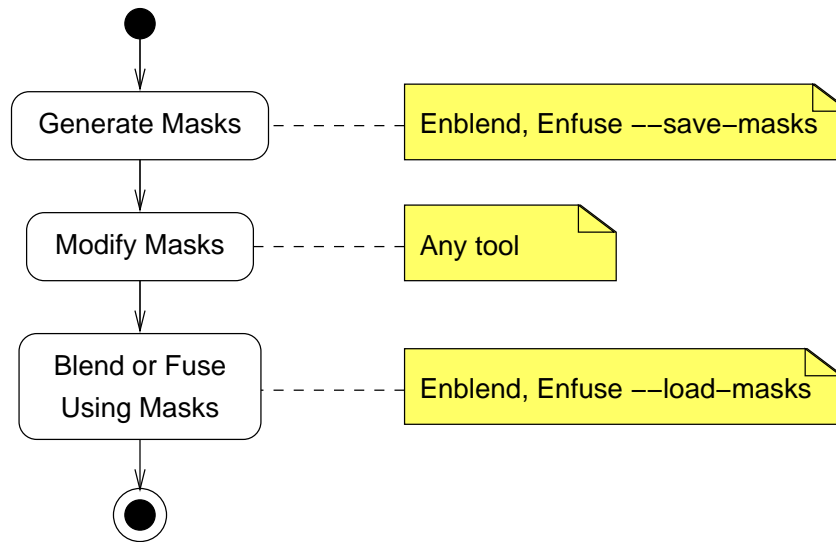 Generate Masks
Enblend, Enfuse −−save−masks
Modify Masks
Any tool
Blend or Fuse
Using Masks
Enblend, Enfuse −−load−masks